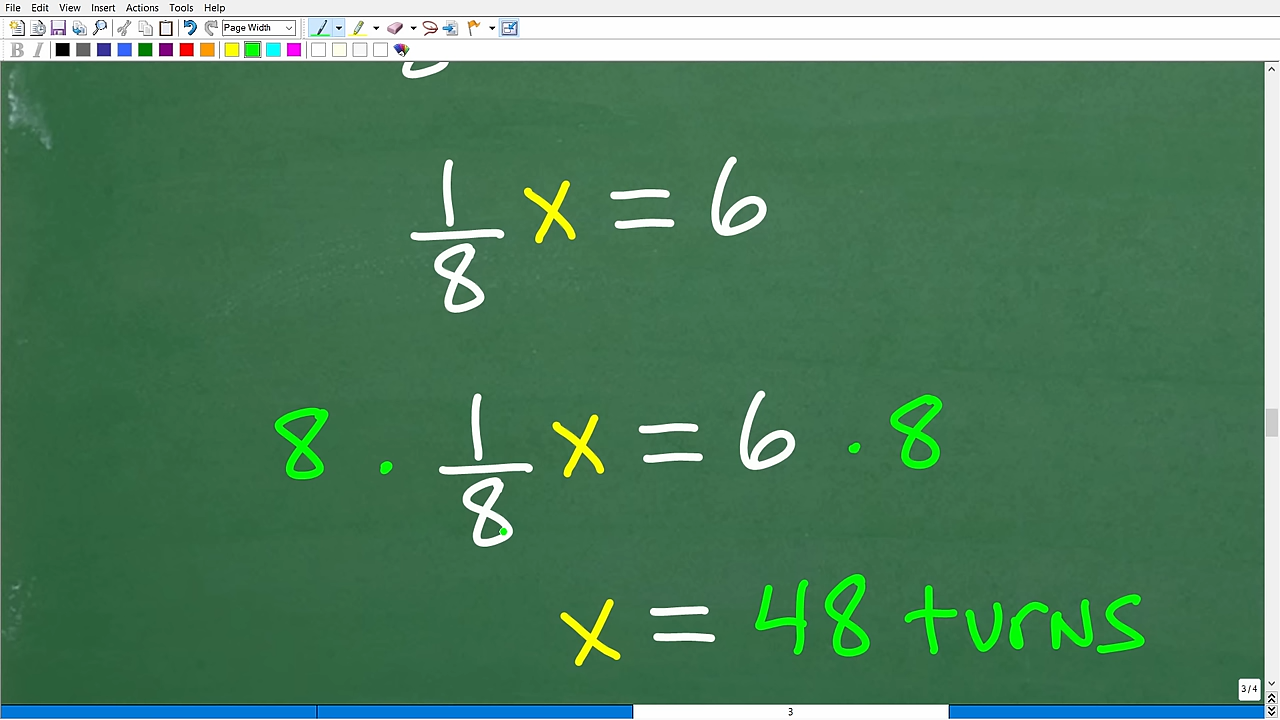 File Edit View Insert Actions Tools Help
Page Width
B I
1/8 x = 6
8 · 1/8 x = 6 · 8
x = 48 turns
3/4
3